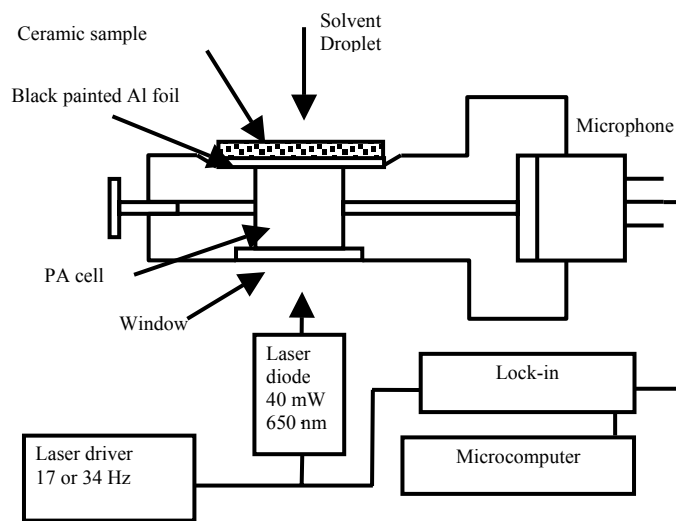 Solvent
Droplet
Ceramic sample
Black painted Al foil
Microphone
PA cell
Window
Laser
diode
40 mW
650 nm
Lock-in
Laser driver
17 or 34 Hz
Microcomputer